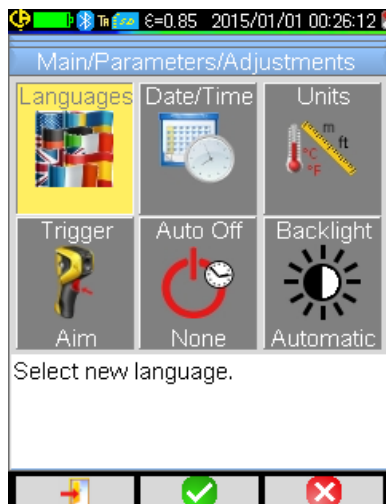 TA ε=0.85 2015/01/01 00:26:12
Main/Parameters/Adjustments
Languages Date/Time Units
m
ft
°C
°F
Trigger Auto Off Backlight
Aim None Automatic
Select new language.